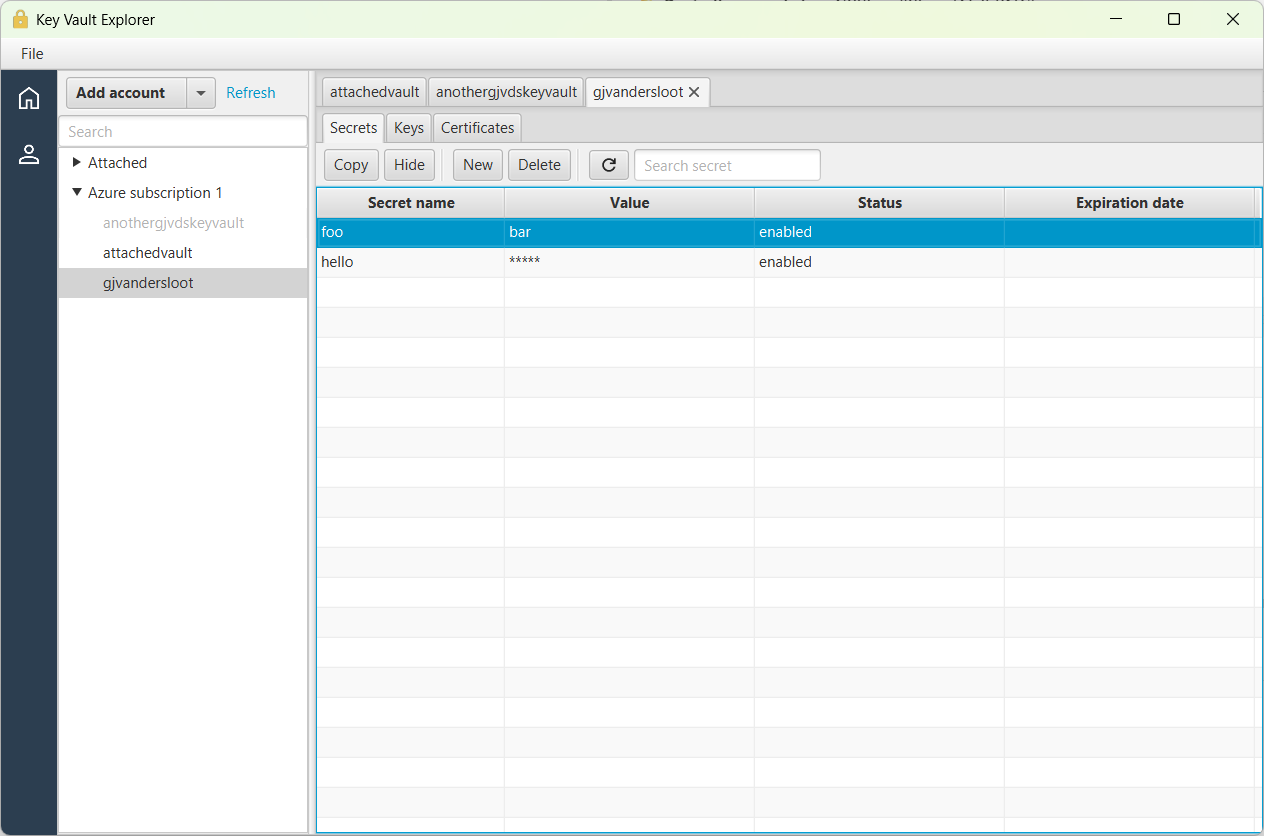 Key Vault Explorer
File
Add account
Refresh
Search
Attached
Azure subscription 1
anothergjvdskeyvault
attachedvault
gjvandersloot
attachedvault anothergjvdskeyvault gjvandersloot
Secrets Keys Certificates
Copy Hide New Delete Search secret
Secret name Value Status Expiration date
foo bar enabled
hello ***** enabled